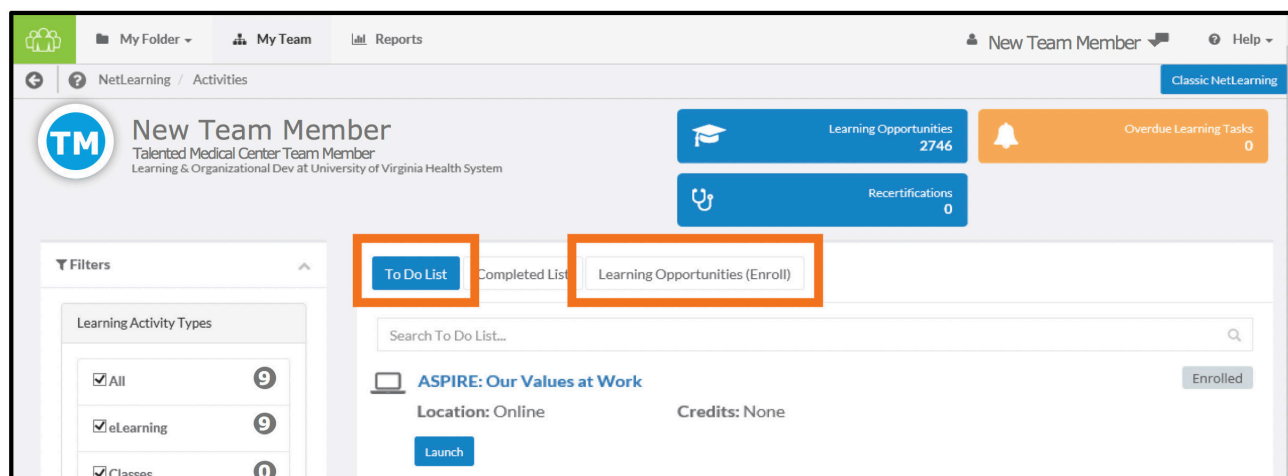 My Folder
My Team
Reports
New Team Member
Help
NetLearning / Activities
Classic NetLearning
TM
New Team Member
Talented Medical Center Team Member
Learning & Organizational Dev at University of Virginia Health System
Learning Opportunities
2746
Overdue Learning Tasks
0
Recertifications
0
Filters
To Do List
Completed List
Learning Opportunities (Enroll)
Learning Activity Types
Search To Do List...
All 9
ASPIRE: Our Values at Work
Enrolled
Location: Online Credits: None
eLearning 9
Launch
Classes 0